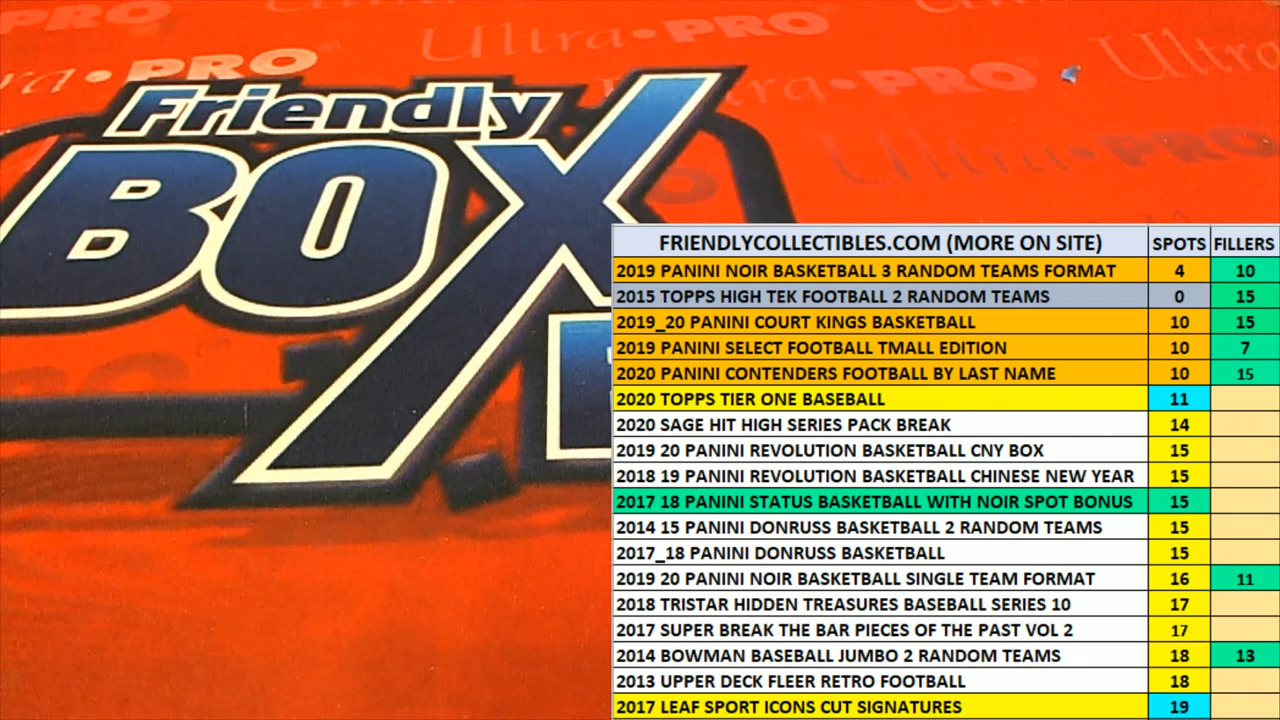 PRO
Ultra PRO
Ultra
ra PRO
Ultra PRO
Friendly
BOX
Ultra PRO
PRO
PRO
FRIENDLYCOLLECTIBLES.COM (MORE ON SITE) SPOTS FILLERS
2019 PANINI NOIR BASKETBALL 3 RANDOM TEAMS FORMAT 4 10
2015 TOPPS HIGH TEK FOOTBALL 2 RANDOM TEAMS 0 15
2019_20 PANINI COURT KINGS BASKETBALL 10 15
2019 PANINI SELECT FOOTBALL TMALL EDITION 10 7
2020 PANINI CONTENDERS FOOTBALL BY LAST NAME 10 15
2020 TOPPS TIER ONE BASEBALL 11
2020 SAGE HIT HIGH SERIES PACK BREAK 14
2019 20 PANINI REVOLUTION BASKETBALL CNY BOX 15
2018 19 PANINI REVOLUTION BASKETBALL CHINESE NEW YEAR 15
2017 18 PANINI STATUS BASKETBALL WITH NOIR SPOT BONUS 15
2014 15 PANINI DONRUSS BASKETBALL 2 RANDOM TEAMS 15
2017_18 PANINI DONRUSS BASKETBALL 15
2019 20 PANINI NOIR BASKETBALL SINGLE TEAM FORMAT 16 11
2018 TRISTAR HIDDEN TREASURES BASEBALL SERIES 10 17
2017 SUPER BREAK THE BAR PIECES OF THE PAST VOL 2 17
2014 BOWMAN BASEBALL JUMBO 2 RANDOM TEAMS 18 13
2013 UPPER DECK FLEER RETRO FOOTBALL 18
2017 LEAF SPORT ICONS CUT SIGNATURES 19